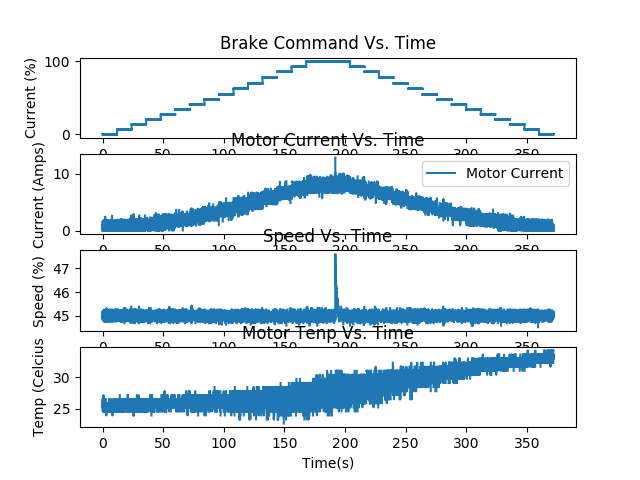 Brake Command Vs. Time
Current (%)
100
0
0 50 100 150 200 250 300 350
Motor Current Vs. Time
Current (Amps)
10
0
Motor Current
0 50 100 150 200 250 300 350
Speed Vs. Time
Speed (%)
47
46
45
0 50 100 150 200 250 300 350
Motor Tenp Vs. Time
Temp (Celcius
30
25
0 50 100 150 200 250 300 350
Time(s)